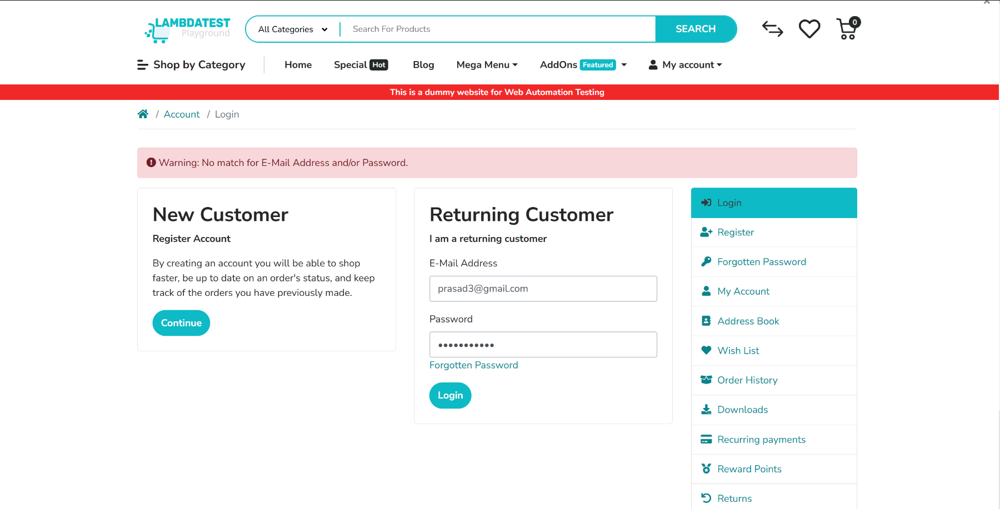 LAMBDATEST
Playground
All Categories
Search For Products
SEARCH
0
Shop by Category
Home
Special Hot
Blog
Mega Menu
AddOns Featured
My account
This is a dummy website for Web Automation Testing
/ Account / Login
Warning: No match for E-Mail Address and/or Password.
New Customer
Register Account
By creating an account you will be able to shop
faster, be up to date on an order's status, and keep
track of the orders you have previously made.
Continue
Returning Customer
I am a returning customer
E-Mail Address
prasad3@gmail.com
Password
•••••••••••
Forgotten Password
Login
Login
Register
Forgotten Password
My Account
Address Book
Wish List
Order History
Downloads
Recurring payments
Reward Points
Returns